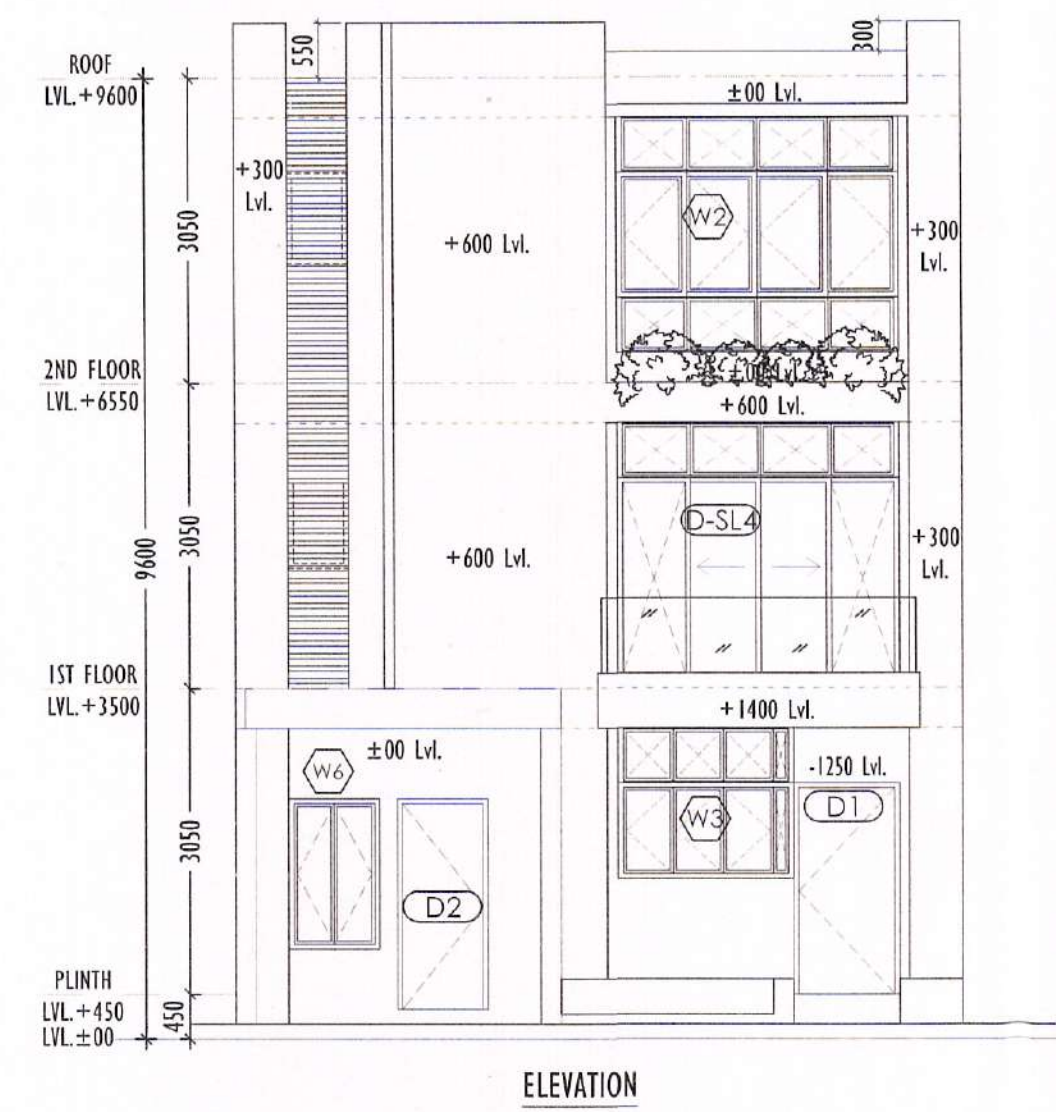 550
300
ROOF
LVL.+9600
±00 Lvl.
+300
Lvl.
3050
W2
+600 Lvl.
+300
Lvl.
2ND FLOOR
LVL.+6550
±00 Lvl.
+600 Lvl.
9600
3050
D-SL4
+600 Lvl.
+300
Lvl.
1ST FLOOR
LVL.+3500
+1400 Lvl.
±00 Lvl.
W6
-1250 Lvl.
W3
D1
3050
D2
PLINTH
LVL.+450
LVL.±00
450
ELEVATION